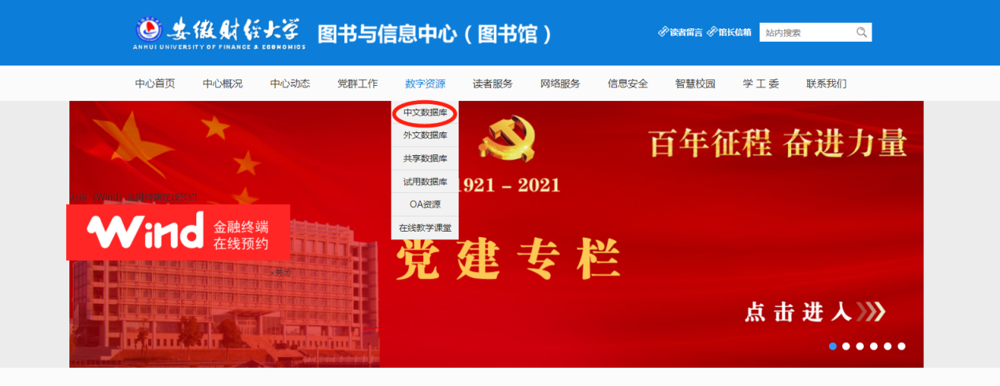 安徽财经大学
ANHUI UNIVERSITY OF FINANCE & ECONOMICS
图书与信息中心（图书馆）
读者留言 馆长信箱 站内搜索
中心首页 中心概况 中心动态 党群工作 数字资源 读者服务 网络服务 信息安全 智慧校园 学 工 委 联系我们
中文数据库
外文数据库
共享数据库
试用数据库
OA资源
在线教学课堂
百年征程 奋进力量
1921 – 2021
(Wind) 金融终端在线预约
Wind 金融终端
在线预约
×关闭
党 建 专 栏
点 击 进 入